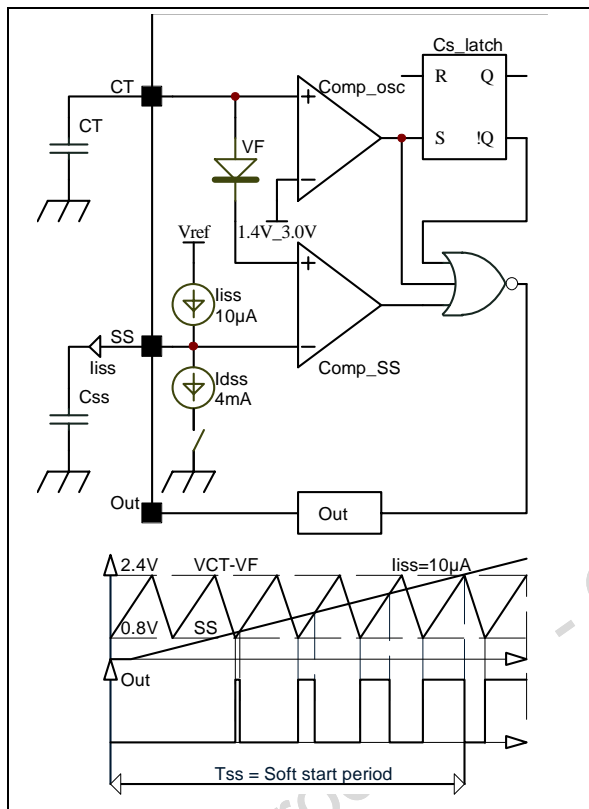 Cs_latch
CT
Comp_osc
R Q
CT
VF
S !Q
Vref
1.4V_3.0V
Iiss
10µA
SS
Iiss
Comp_SS
Css
Idss
4mA
Out
Out
2.4V VCT-VF Iiss=10µA
0.8V SS
Out
Tss = Soft start period